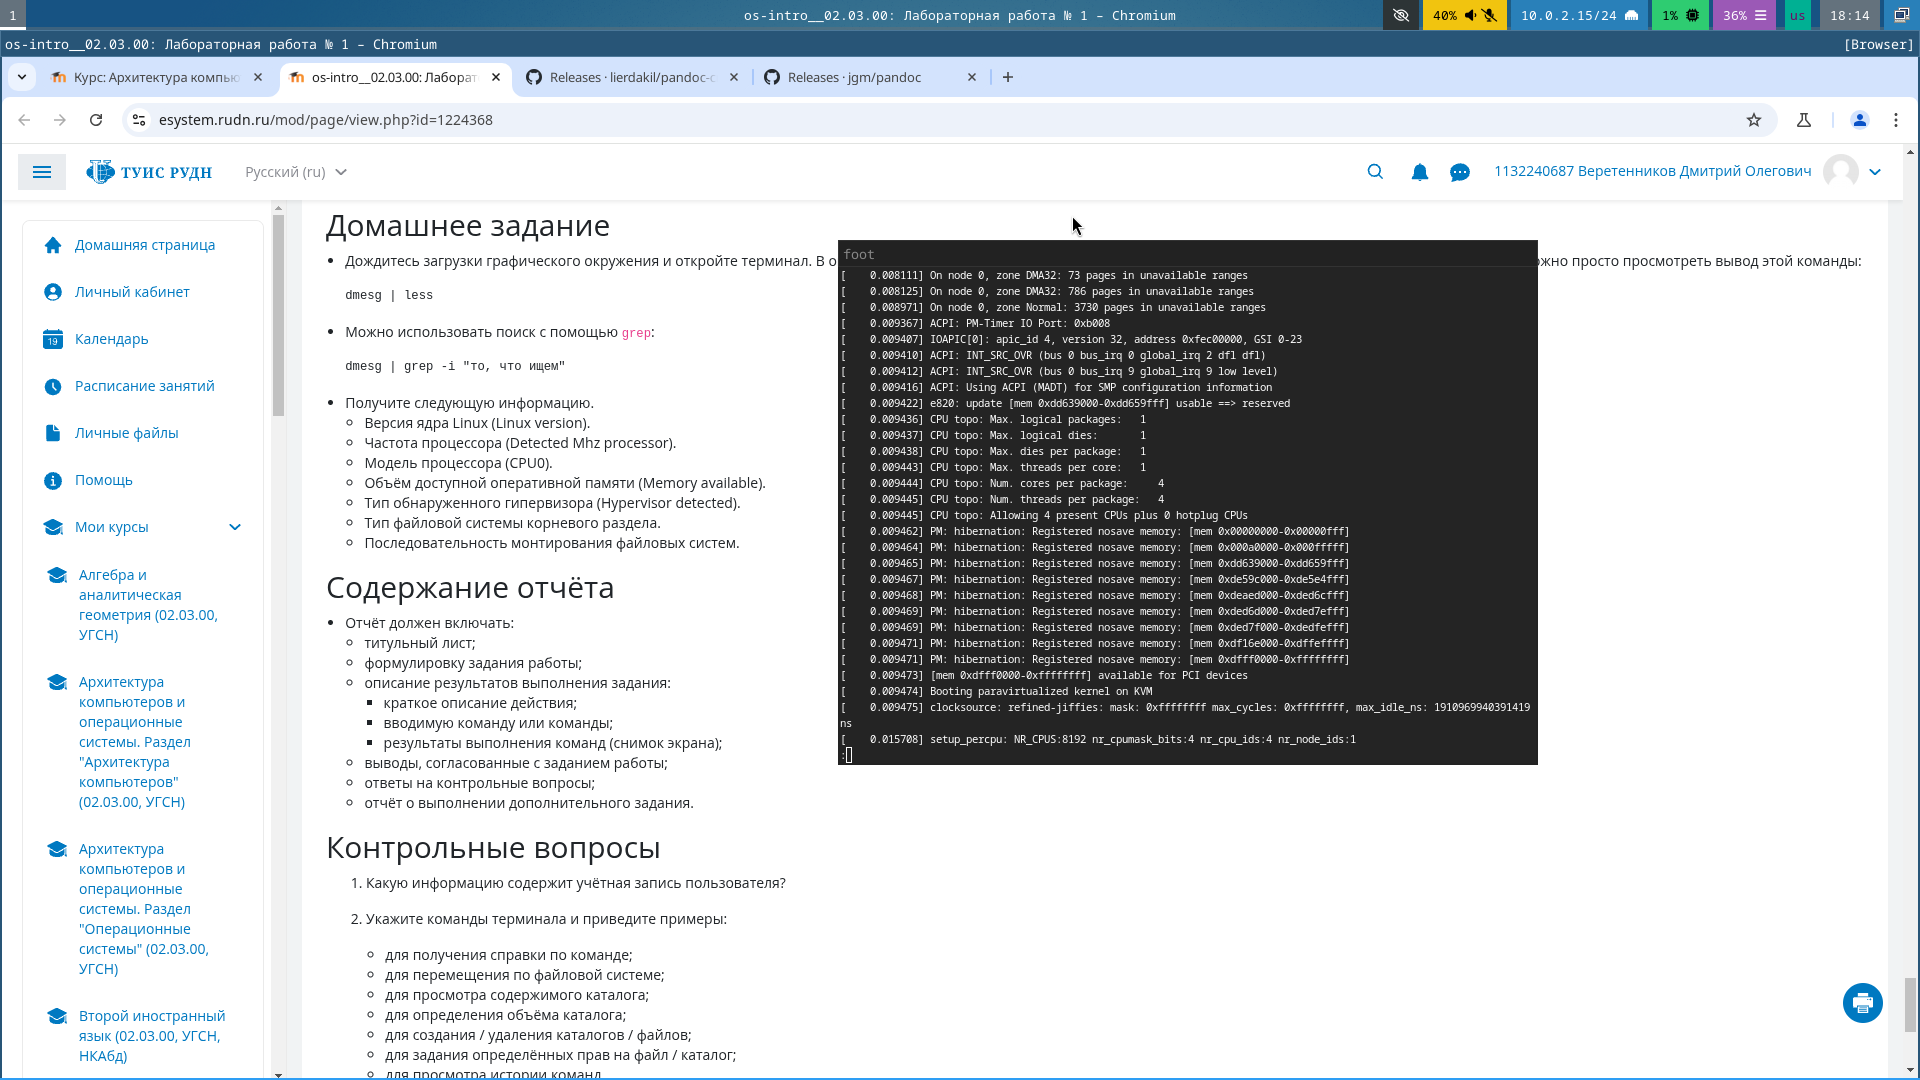 1
os-intro__02.03.00: Лабораторная работа № 1 – Chromium
40%
10.0.2.15/24
1%
36%
us
18:14
os-intro__02.03.00: Лабораторная работа № 1 – Chromium
[Browser]
Курс: Архитектура компью
os-intro__02.03.00: Лаборат
Releases · lierdakil/pandoc-c
Releases · jgm/pandoc
esystem.rudn.ru/mod/page/view.php?id=1224368
ТУИС РУДН
Русский (ru)
1132240687 Веретенников Дмитрий Олегович
Домашняя страница
Личный кабинет
19
Календарь
Расписание занятий
Личные файлы
Помощь
Мои курсы
Алгебра и
аналитическая
геометрия (02.03.00,
УГСН)
Архитектура
компьютеров и
операционные
системы. Раздел
"Архитектура
компьютеров"
(02.03.00, УГСН)
Архитектура
компьютеров и
операционные
системы. Раздел
"Операционные
системы" (02.03.00,
УГСН)
Второй иностранный
язык (02.03.00, УГСН,
НКАбд)
Домашнее задание
Дождитесь загрузки графического окружения и откройте терминал. В о
жно просто просмотреть вывод этой команды:
dmesg | less
Можно использовать поиск с помощью grep:
dmesg | grep -i "то, что ищем"
Получите следующую информацию.
Версия ядра Linux (Linux version).
Частота процессора (Detected Mhz processor).
Модель процессора (CPU0).
Объём доступной оперативной памяти (Memory available).
Тип обнаруженного гипервизора (Hypervisor detected).
Тип файловой системы корневого раздела.
Последовательность монтирования файловых систем.
Содержание отчёта
Отчёт должен включать:
титульный лист;
формулировку задания работы;
описание результатов выполнения задания:
краткое описание действия;
вводимую команду или команды;
результаты выполнения команд (снимок экрана);
выводы, согласованные с заданием работы;
ответы на контрольные вопросы;
отчёт о выполнении дополнительного задания.
Контрольные вопросы
1. Какую информацию содержит учётная запись пользователя?
2. Укажите команды терминала и приведите примеры:
для получения справки по команде;
для перемещения по файловой системе;
для просмотра содержимого каталога;
для определения объёма каталога;
для создания / удаления каталогов / файлов;
для задания определённых прав на файл / каталог;
для просмотра истории команд
foot
[    0.008111] On node 0, zone DMA32: 73 pages in unavailable ranges
[    0.008125] On node 0, zone DMA32: 786 pages in unavailable ranges
[    0.008971] On node 0, zone Normal: 3730 pages in unavailable ranges
[    0.009367] ACPI: PM-Timer IO Port: 0xb008
[    0.009407] IOAPIC[0]: apic_id 4, version 32, address 0xfec00000, GSI 0-23
[    0.009410] ACPI: INT_SRC_OVR (bus 0 bus_irq 0 global_irq 2 dfl dfl)
[    0.009412] ACPI: INT_SRC_OVR (bus 0 bus_irq 9 global_irq 9 low level)
[    0.009416] ACPI: Using ACPI (MADT) for SMP configuration information
[    0.009422] e820: update [mem 0xdd639000-0xdd659fff] usable ==> reserved
[    0.009436] CPU topo: Max. logical packages:   1
[    0.009437] CPU topo: Max. logical dies:       1
[    0.009438] CPU topo: Max. dies per package:   1
[    0.009443] CPU topo: Max. threads per core:   1
[    0.009444] CPU topo: Num. cores per package:     4
[    0.009445] CPU topo: Num. threads per package:   4
[    0.009445] CPU topo: Allowing 4 present CPUs plus 0 hotplug CPUs
[    0.009462] PM: hibernation: Registered nosave memory: [mem 0x00000000-0x00000fff]
[    0.009464] PM: hibernation: Registered nosave memory: [mem 0x000a0000-0x000fffff]
[    0.009465] PM: hibernation: Registered nosave memory: [mem 0xdd639000-0xdd659fff]
[    0.009467] PM: hibernation: Registered nosave memory: [mem 0xde59c000-0xde5e4fff]
[    0.009468] PM: hibernation: Registered nosave memory: [mem 0xdeaed000-0xded6cfff]
[    0.009469] PM: hibernation: Registered nosave memory: [mem 0xded6d000-0xded7efff]
[    0.009469] PM: hibernation: Registered nosave memory: [mem 0xded7f000-0xdedfefff]
[    0.009471] PM: hibernation: Registered nosave memory: [mem 0xdf16e000-0xdffeffff]
[    0.009471] PM: hibernation: Registered nosave memory: [mem 0xdfff0000-0xffffffff]
[    0.009473] [mem 0xdfff0000-0xffffffff] available for PCI devices
[    0.009474] Booting paravirtualized kernel on KVM
[    0.009475] clocksource: refined-jiffies: mask: 0xffffffff max_cycles: 0xffffffff, max_idle_ns: 1910969940391419
ns
[    0.015708] setup_percpu: NR_CPUS:8192 nr_cpumask_bits:4 nr_cpu_ids:4 nr_node_ids:1
: